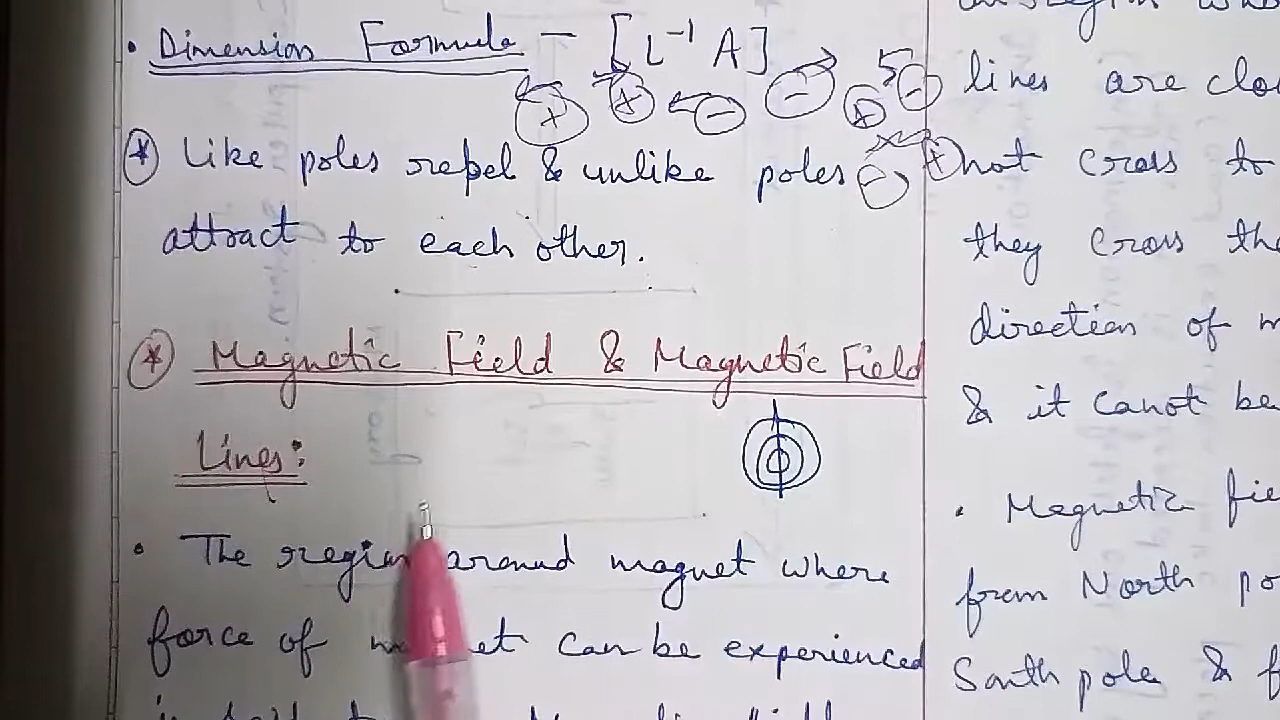 • Dimension Formula — [L⁻¹ A]
+ + - - + -
* Like poles repel & unlike poles - +
attract to each other.
* Magnetic Field & Magnetic Field
Lines:
• The region around magnet where
force of can be experienced
lines are clo
not cross to
they cross the
direction of m
& it canot be
• Magnetic fie
from North po
South pole & f